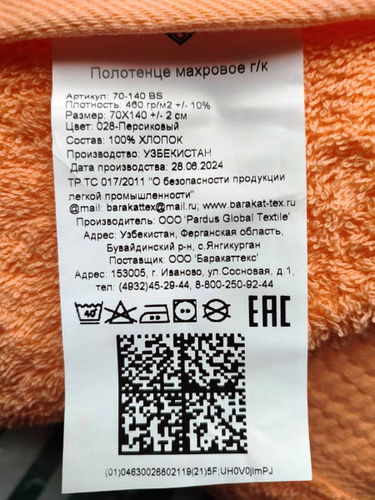 Полотенце махровое г/к
Артикул: 70-140 BS
Плотность: 460 гр/м2 +/- 10%
Размер: 70X140 +/- 2 см
Цвет: 028-Персиковый
Состав: 100% ХЛОПОК
Производство: УЗБЕКИСТАН
Дата производства: 28.06.2024
ТР ТС 017/2011 "О безопасности продукции
легкой промышленности"
@mail: barakattex@mail.ru; www.barakat-tex.ru
Производитель: ООО 'Pardus Global Textile'
Адрес: Узбекистан, Ферганская область,
Бувайдинский р-н, с.Янгикурган
Поставщик: ООО 'Баракаттекс'
Адрес: 153005, г. Иваново, ул.Сосновая, д.1,
тел: (4932)45-29-44, 8-800-250-92-44
40° EAC
(01)04630026802119(21)5F;UH0V0jImPJ